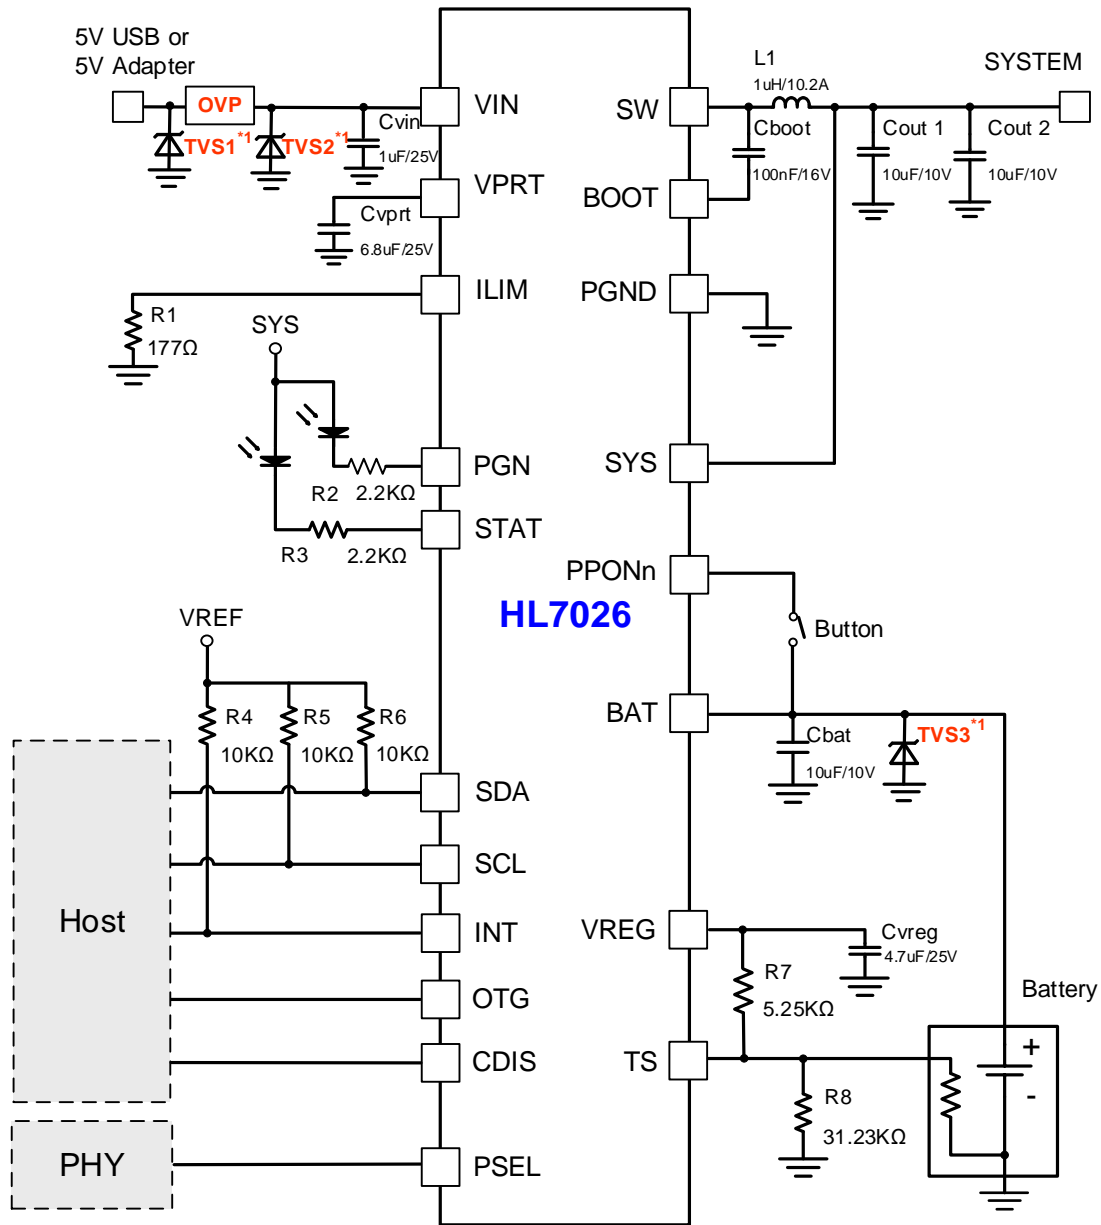 5V USB or
5V Adapter
OVP
TVS1*1
TVS2*1
Cvin
1uF/25V
VIN
VPRT
Cvprt
6.8uF/25V
ILIM
R1
177Ω
SYS
PGN
R2 2.2KΩ
STAT
R3 2.2KΩ
VREF
R4
10KΩ
R5
10KΩ
R6
10KΩ
Host
SDA
SCL
INT
OTG
CDIS
PHY
PSEL
HL7026
SW
L1
1uH/10.2A
SYSTEM
Cboot
100nF/16V
Cout 1
10uF/10V
Cout 2
10uF/10V
BOOT
PGND
SYS
PPONn
Button
BAT
Cbat
10uF/10V
TVS3*1
VREG
Cvreg
4.7uF/25V
R7
5.25KΩ
TS
R8
31.23KΩ
Battery
+
-